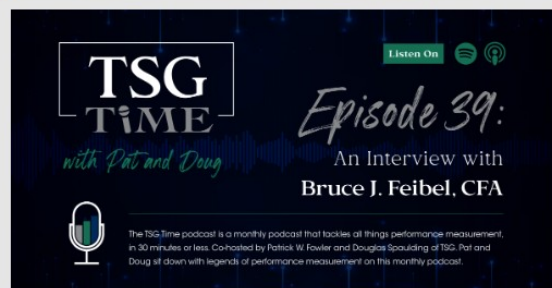 TSG
TiME
with Pat and Doug
Listen On
Episode 39:
An Interview with
Bruce J. Feibel, CFA
The TSG Time podcast is a monthly podcast that tackles all things performance measurement,
in 30 minutes or less. Co-hosted by Patrick W. Fowler and Douglas Spaulding of TSG. Pat and
Doug sit down with legends of performance measurement on this monthly podcast.